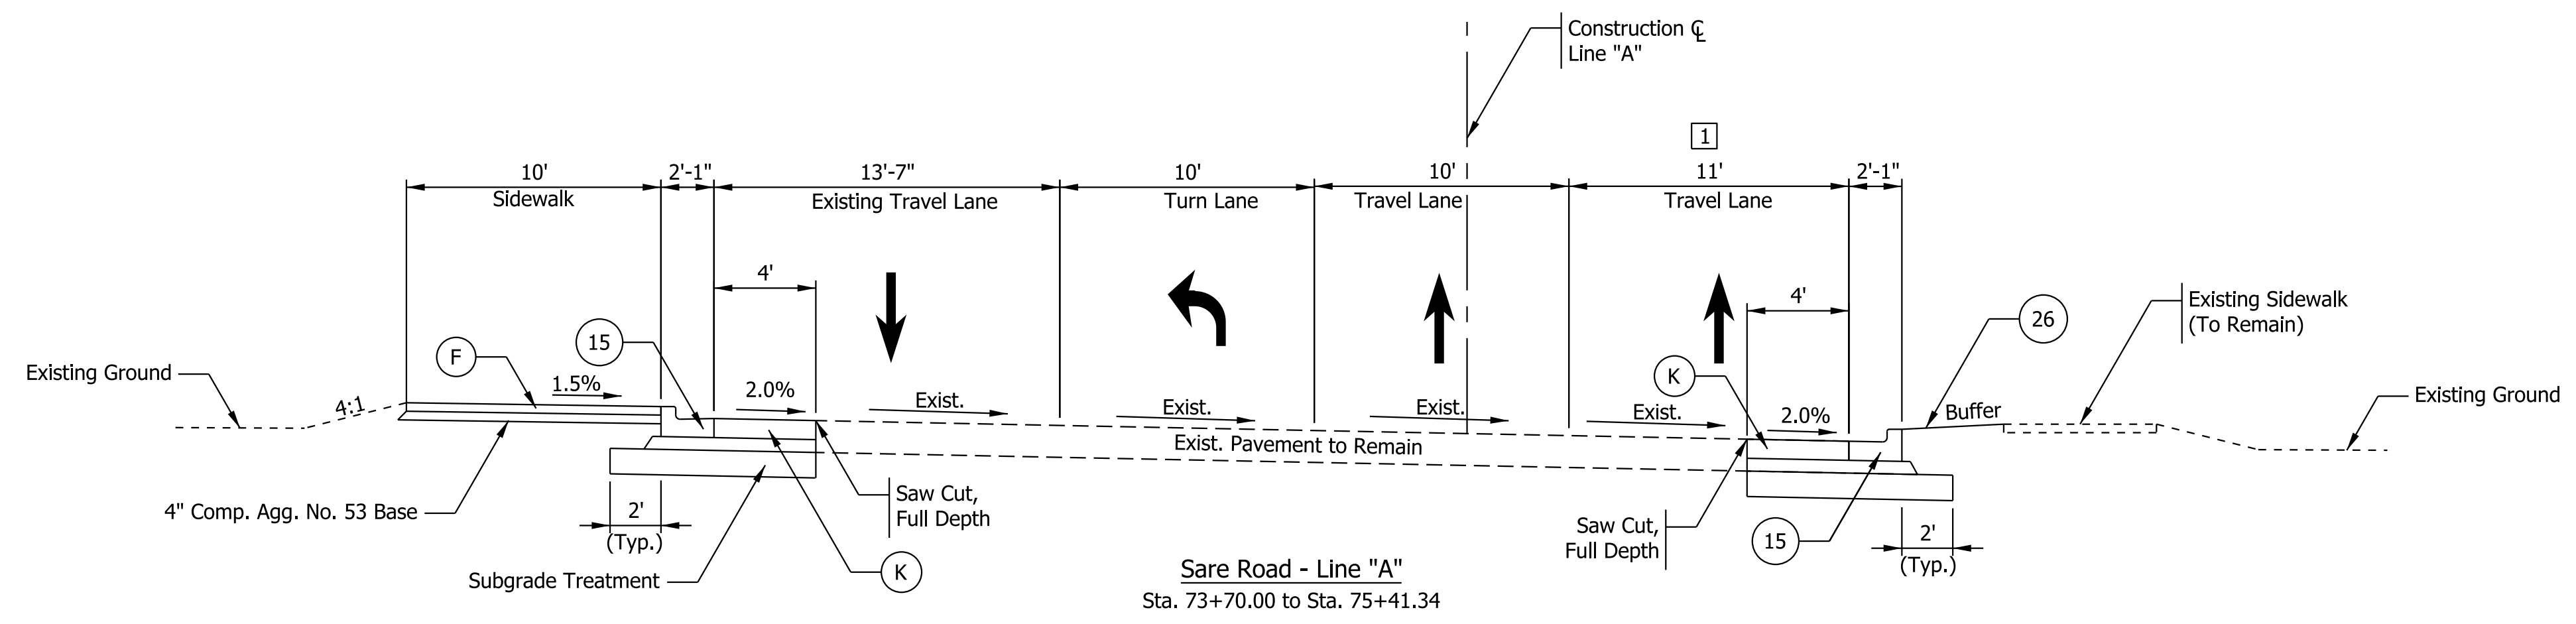 Construction ℄
Line "A"
1
10'
2'-1"
13'-7"
10'
10'
11'
2'-1"
Sidewalk
Existing Travel Lane
Turn Lane
Travel Lane
Travel Lane
4'
4'
Existing Sidewalk
(To Remain)
26
15
F
K
Existing Ground
1.5%
2.0%
4:1
Exist.
Exist.
Exist.
Exist.
2.0%
Buffer
Existing Ground
Exist. Pavement to Remain
4" Comp. Agg. No. 53 Base
2'
(Typ.)
Saw Cut,
Full Depth
Saw Cut,
Full Depth
15
2'
(Typ.)
Subgrade Treatment
K
Sare Road - Line "A"
Sta. 73+70.00 to Sta. 75+41.34